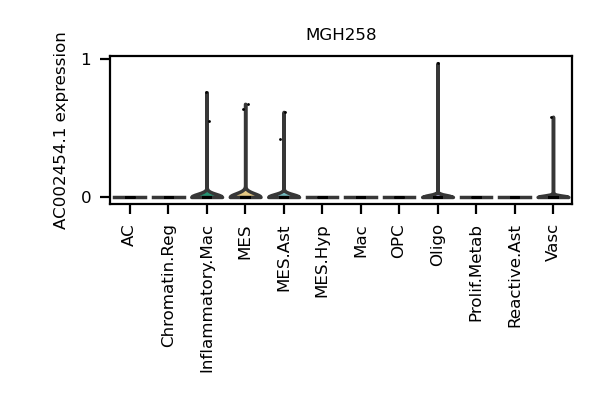 MGH258
AC002454.1 expression
1
0
AC
Chromatin.Reg
Inflammatory.Mac
MES
MES.Ast
MES.Hyp
Mac
OPC
Oligo
Prolif.Metab
Reactive.Ast
Vasc